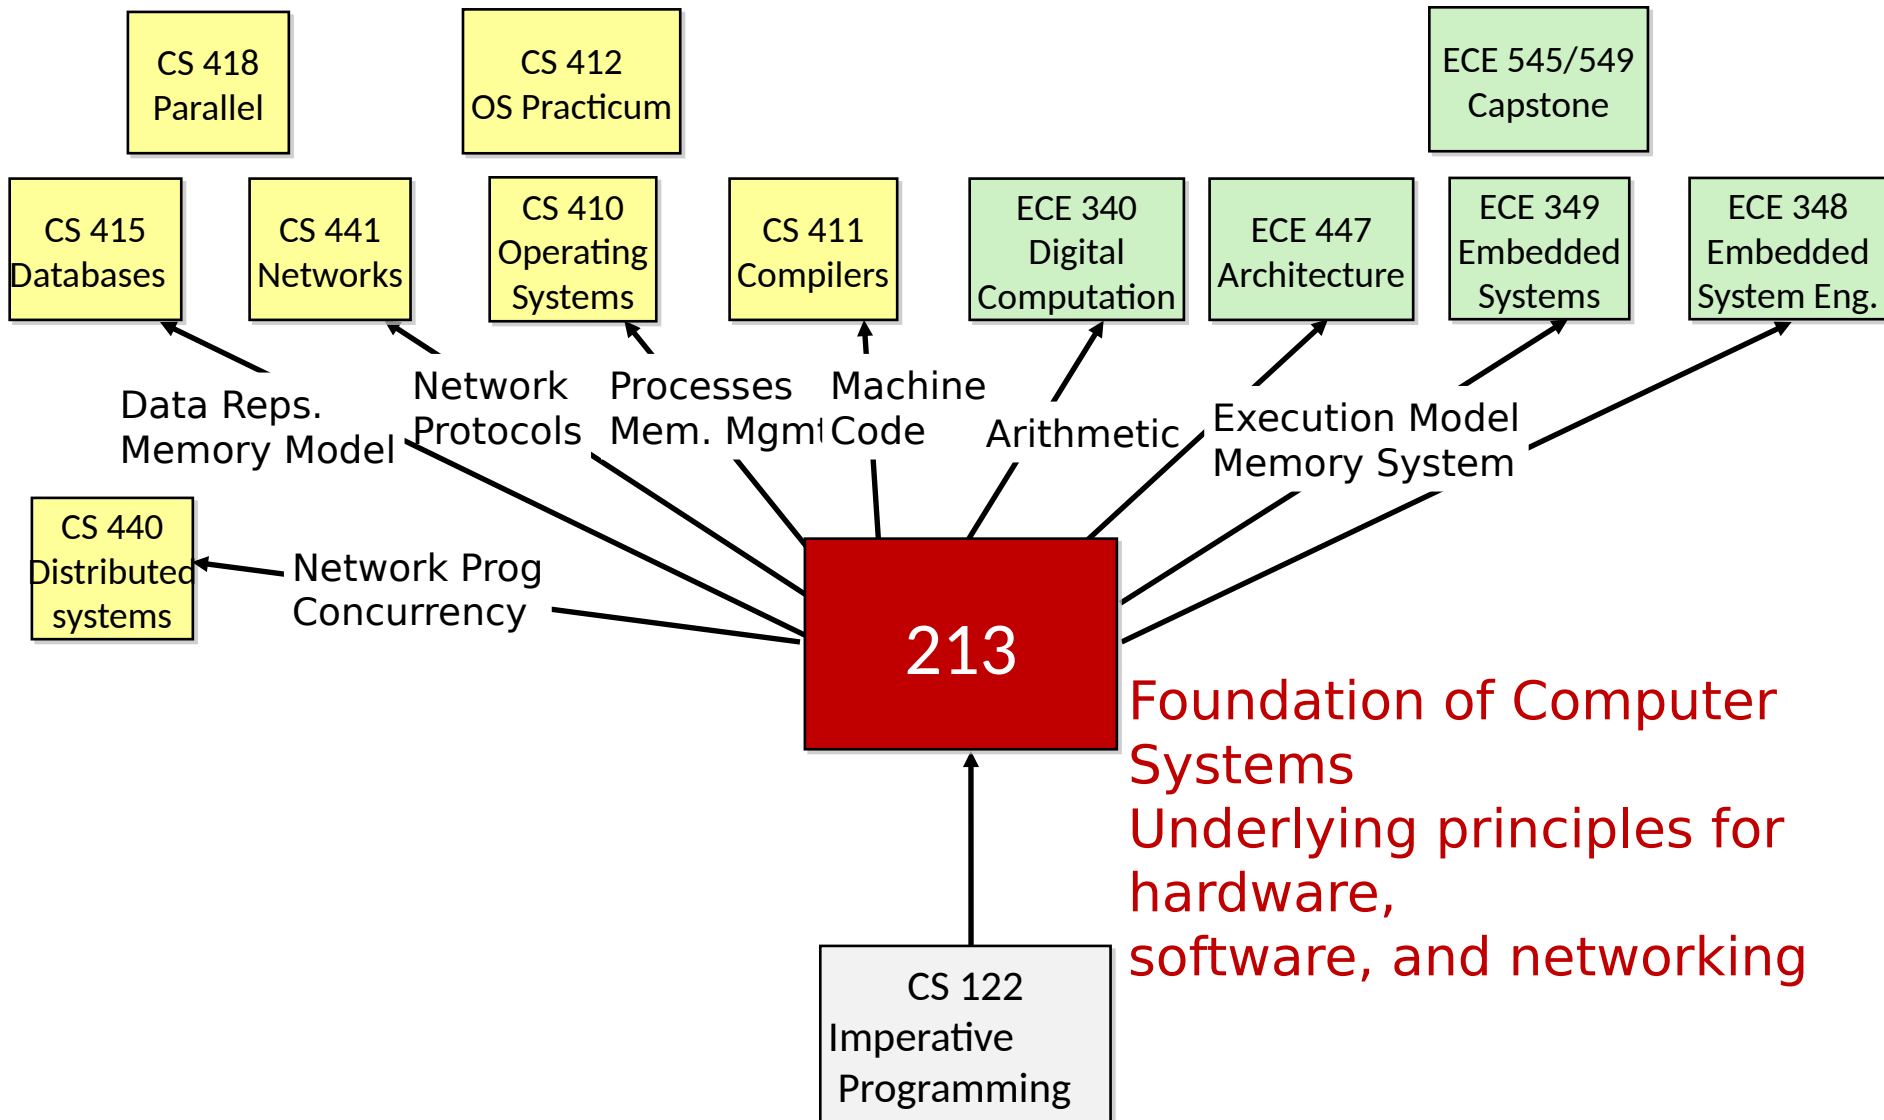 CS 418
Parallel
CS 412
OS Practicum
ECE 545/549
Capstone
CS 415
Databases
CS 441
Networks
CS 410
Operating
Systems
CS 411
Compilers
ECE 340
Digital
Computation
ECE 447
Architecture
ECE 349
Embedded
Systems
ECE 348
Embedded
System Eng.
Data Reps.
Memory Model
Network
Protocols
Processes
Mem. Mgmt
Machine
Code
Arithmetic
Execution Model
Memory System
CS 440
Distributed
systems
Network Prog
Concurrency
213
Foundation of Computer
Systems
Underlying principles for
hardware,
software, and networking
CS 122
Imperative
Programming